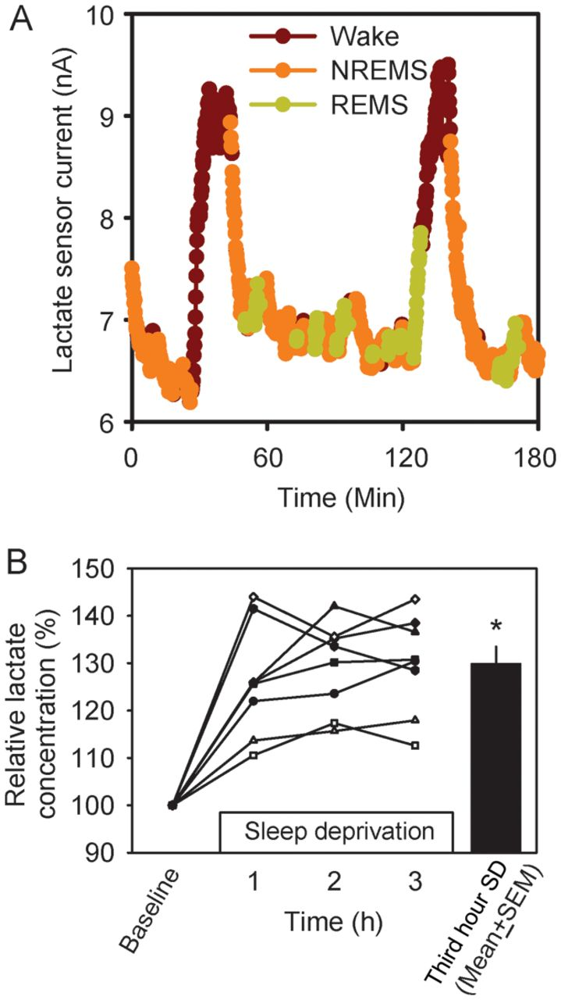 A
10
9
8
7
6
Lactate sensor current (nA)
Wake
NREMS
REMS
0 60 120 180
Time (Min)
B
150
140
130
120
110
100
90
Relative lactate
concentration (%)
*
Sleep deprivation
Baseline
1 2 3
Time (h)
Third hour SD
(Mean±SEM)